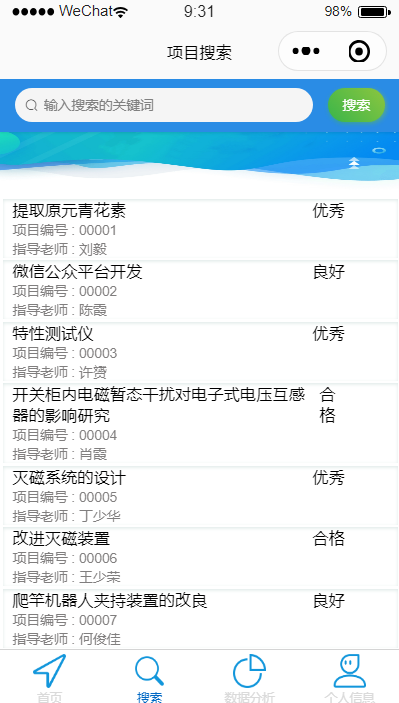 ●●●●● WeChat 9:31 98%
项目搜索
输入搜索的关键词 搜索
提取原元青花素 优秀
项目编号 : 00001
指导老师 : 刘毅
微信公众平台开发 良好
项目编号 : 00002
指导老师 : 陈霞
特性测试仪 优秀
项目编号 : 00003
指导老师 : 许赟
开关柜内电磁暂态干扰对电子式电压互感 合
器的影响研究 格
项目编号 : 00004
指导老师 : 肖霞
灭磁系统的设计 优秀
项目编号 : 00005
指导老师 : 丁少华
改进灭磁装置 合格
项目编号 : 00006
指导老师 : 王少荣
爬竿机器人夹持装置的改良 良好
项目编号 : 00007
指导老师 : 何俊佳
首页 搜索 数据分析 个人信息